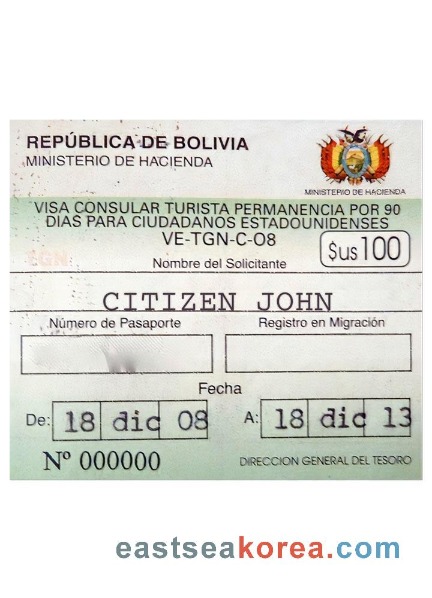 REPÚBLICA DE BOLIVIA
MINISTERIO DE HACIENDA
MINISTERIO DE HACIENDA
VISA CONSULAR TURISTA PERMANENCIA POR 90
DIAS PARA CIUDADANOS ESTADOUNIDENSES
VE-TGN-C-08
TGN
$us 100
Nombre del Solicitante
CITIZEN JOHN
Número de Pasaporte
Registro en Migración
Fecha
De: 18 dic 08 A: 18 dic 13
Nº 000000
DIRECCION GENERAL DEL TESORO
eastseakorea.com